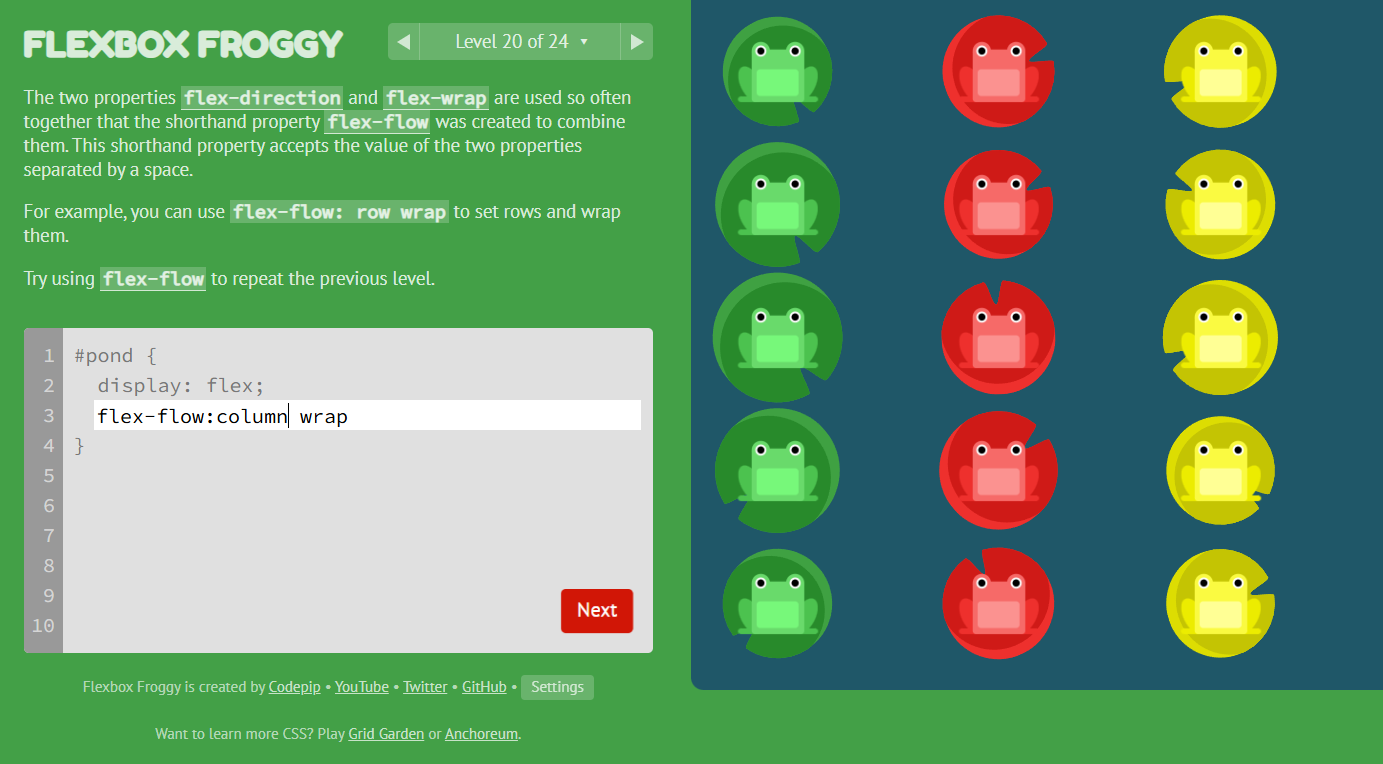 FLEXBOX FROGGY
Level 20 of 24
The two properties flex-direction and flex-wrap are used so often
together that the shorthand property flex-flow was created to combine
them. This shorthand property accepts the value of the two properties
separated by a space.
For example, you can use flex-flow: row wrap to set rows and wrap
them.
Try using flex-flow to repeat the previous level.
1 #pond {
2 display: flex;
3 flex-flow:column wrap
4 }
5
6
7
8
9
10
Next
Flexbox Froggy is created by Codepip • YouTube • Twitter • GitHub • Settings
Want to learn more CSS? Play Grid Garden or Anchoreum.